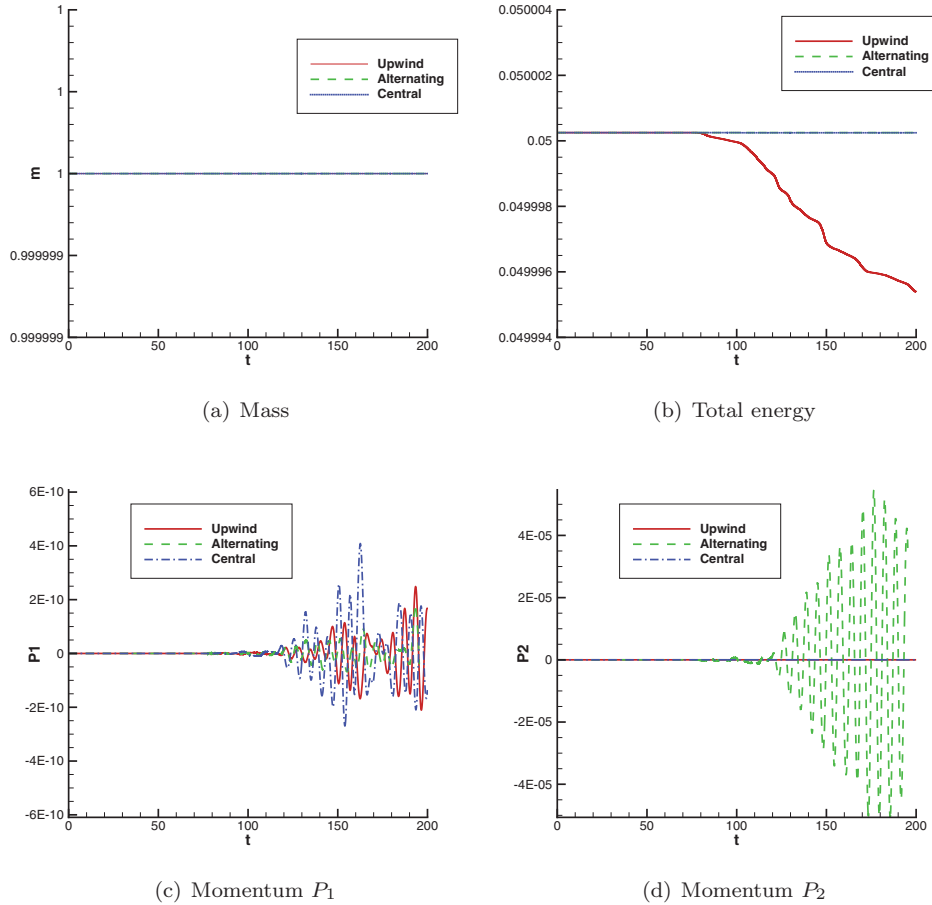 1
1
1
0.999999
0.999999
m
0
50
100
150
200
t
Upwind
Alternating
Central
(a) Mass
0.050004
0.050002
0.05
0.049998
0.049996
0.049994
0
50
100
150
200
t
Upwind
Alternating
Central
(b) Total energy
6E-10
4E-10
2E-10
0
-2E-10
-4E-10
-6E-10
P1
0
50
100
150
200
t
Upwind
Alternating
Central
(c) Momentum P1
4E-05
2E-05
0
-2E-05
-4E-05
P2
0
50
100
150
200
t
Upwind
Alternating
Central
(d) Momentum P2